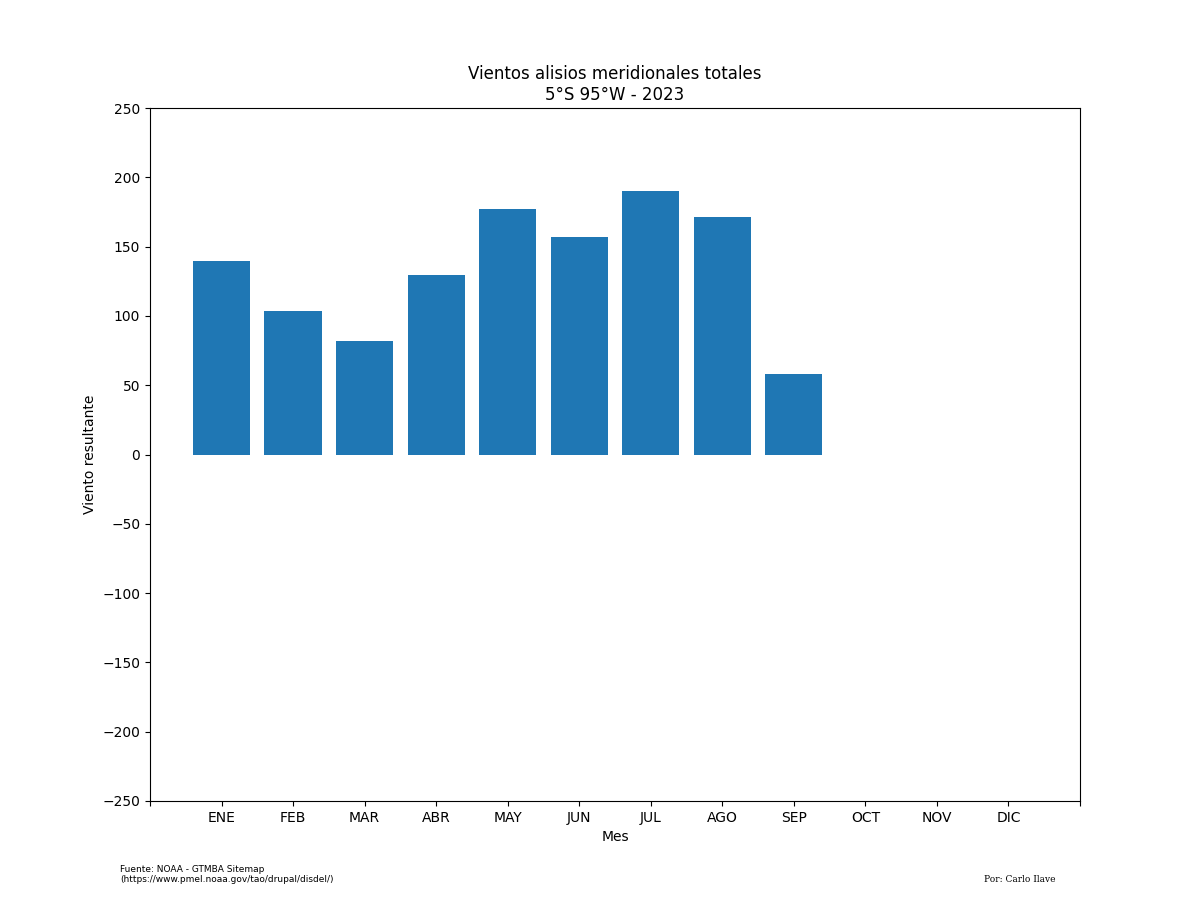 Vientos alisios meridionales totales
5°S 95°W - 2023
250
200
150
100
50
0
−50
−100
−150
−200
−250
Viento resultante
ENE FEB MAR ABR MAY JUN JUL AGO SEP OCT NOV DIC
Mes
Fuente: NOAA - GTMBA Sitemap
(https://www.pmel.noaa.gov/tao/drupal/disdel/)
Por: Carlo Ilave